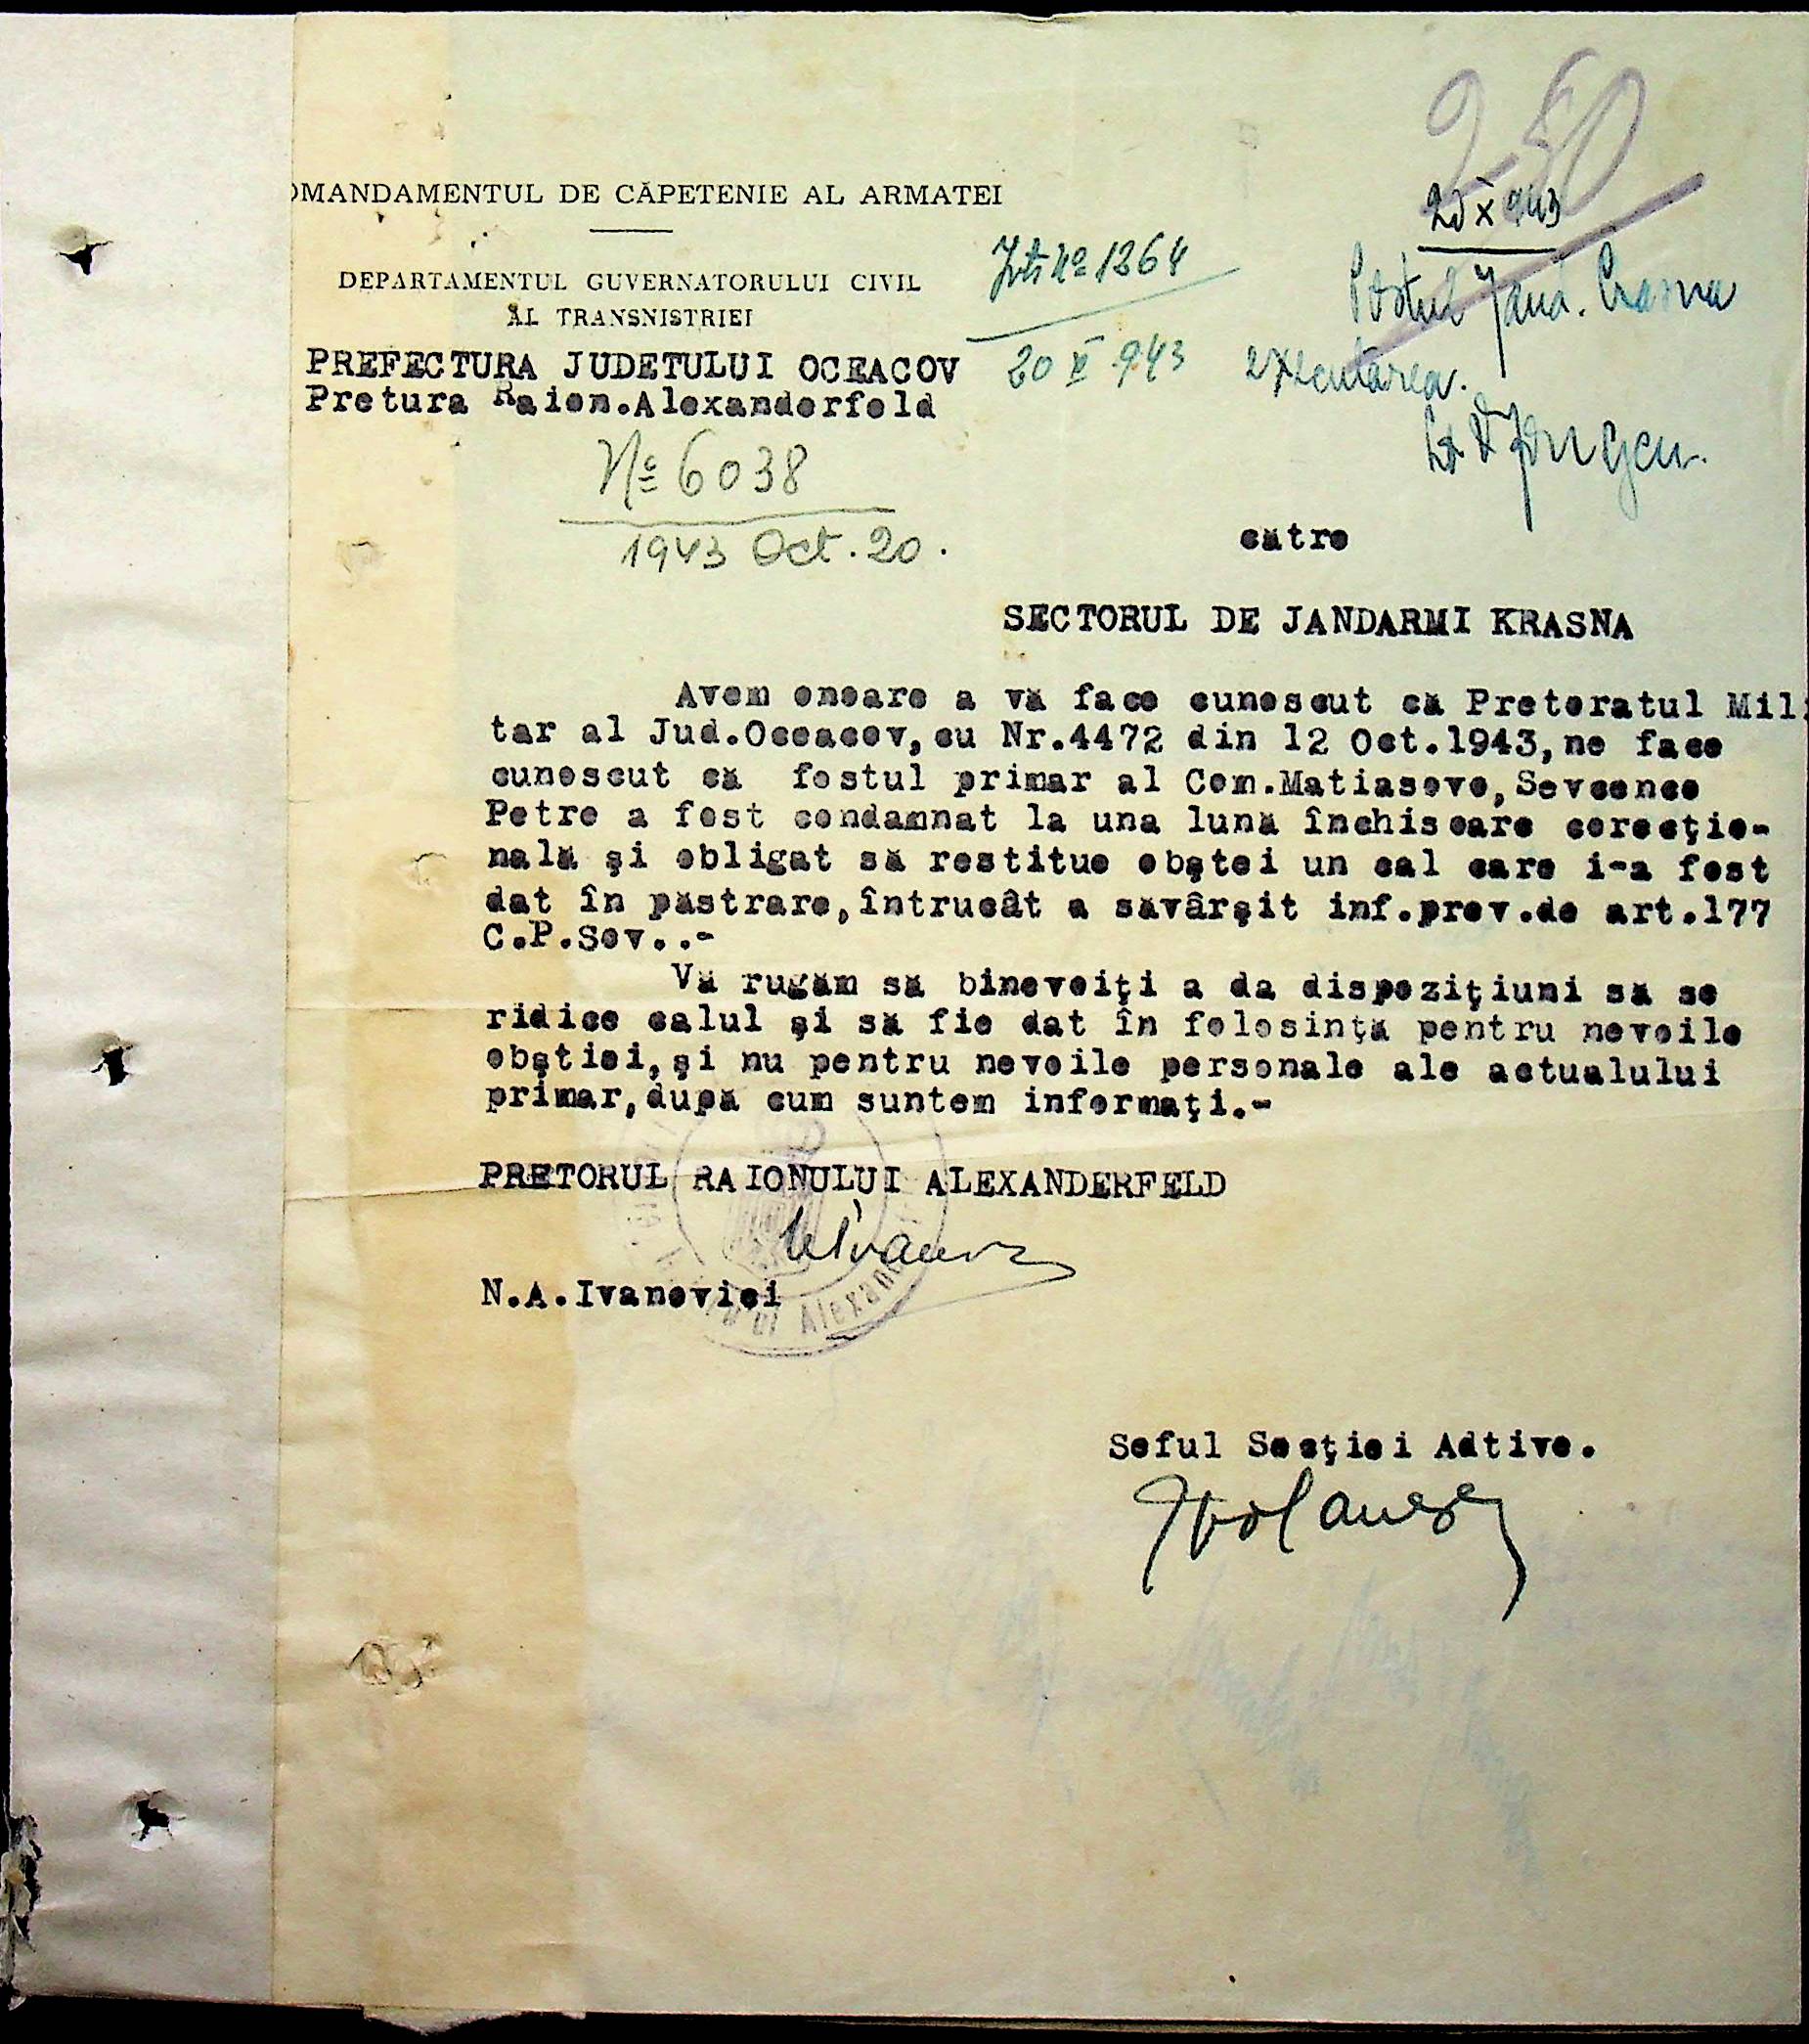 250
OMANDAMENTUL DE CĂPETENIE AL ARMATEI
DEPARTAMENTUL GUVERNATORULUI CIVIL
AL TRANSNISTRIEI
PREFECTURA JUDETULUI OCEACOV
Pretura Raion.Alexanderfeld
No 6038
1943 Oct. 20.
No 1264
20 X 943
X 943
Postul Jand. Crasna
executarea.
către
SECTORUL DE JANDARMI KRASNA
Avem onoare a vă face cunoscut că Pretoratul Mili
tar al Jud.Oceacov,cu Nr.4472 din 12 Oct.1943,ne face
cunoscut că fostul primar al Com.Matiasovo,Sevcenco
Petre a fost condamnat la una lună închisoare corecţio-
nală şi obligat să restitue obştei un cal care i-a fost
dat în păstrare,întrucât a săvârşit inf.prev.de art.177
C.P.Sov..-
Vă rugăm să binevoiţi a da dispoziţiuni să se
ridice calul şi să fie dat în folosinţă pentru nevoile
obştiei,şi nu pentru nevoile personale ale actualului
primar,după cum suntem informaţi.-
PRETORUL RAIONULUI ALEXANDERFELD
N.A.Ivanovici
Seful Secţiei Adtive.